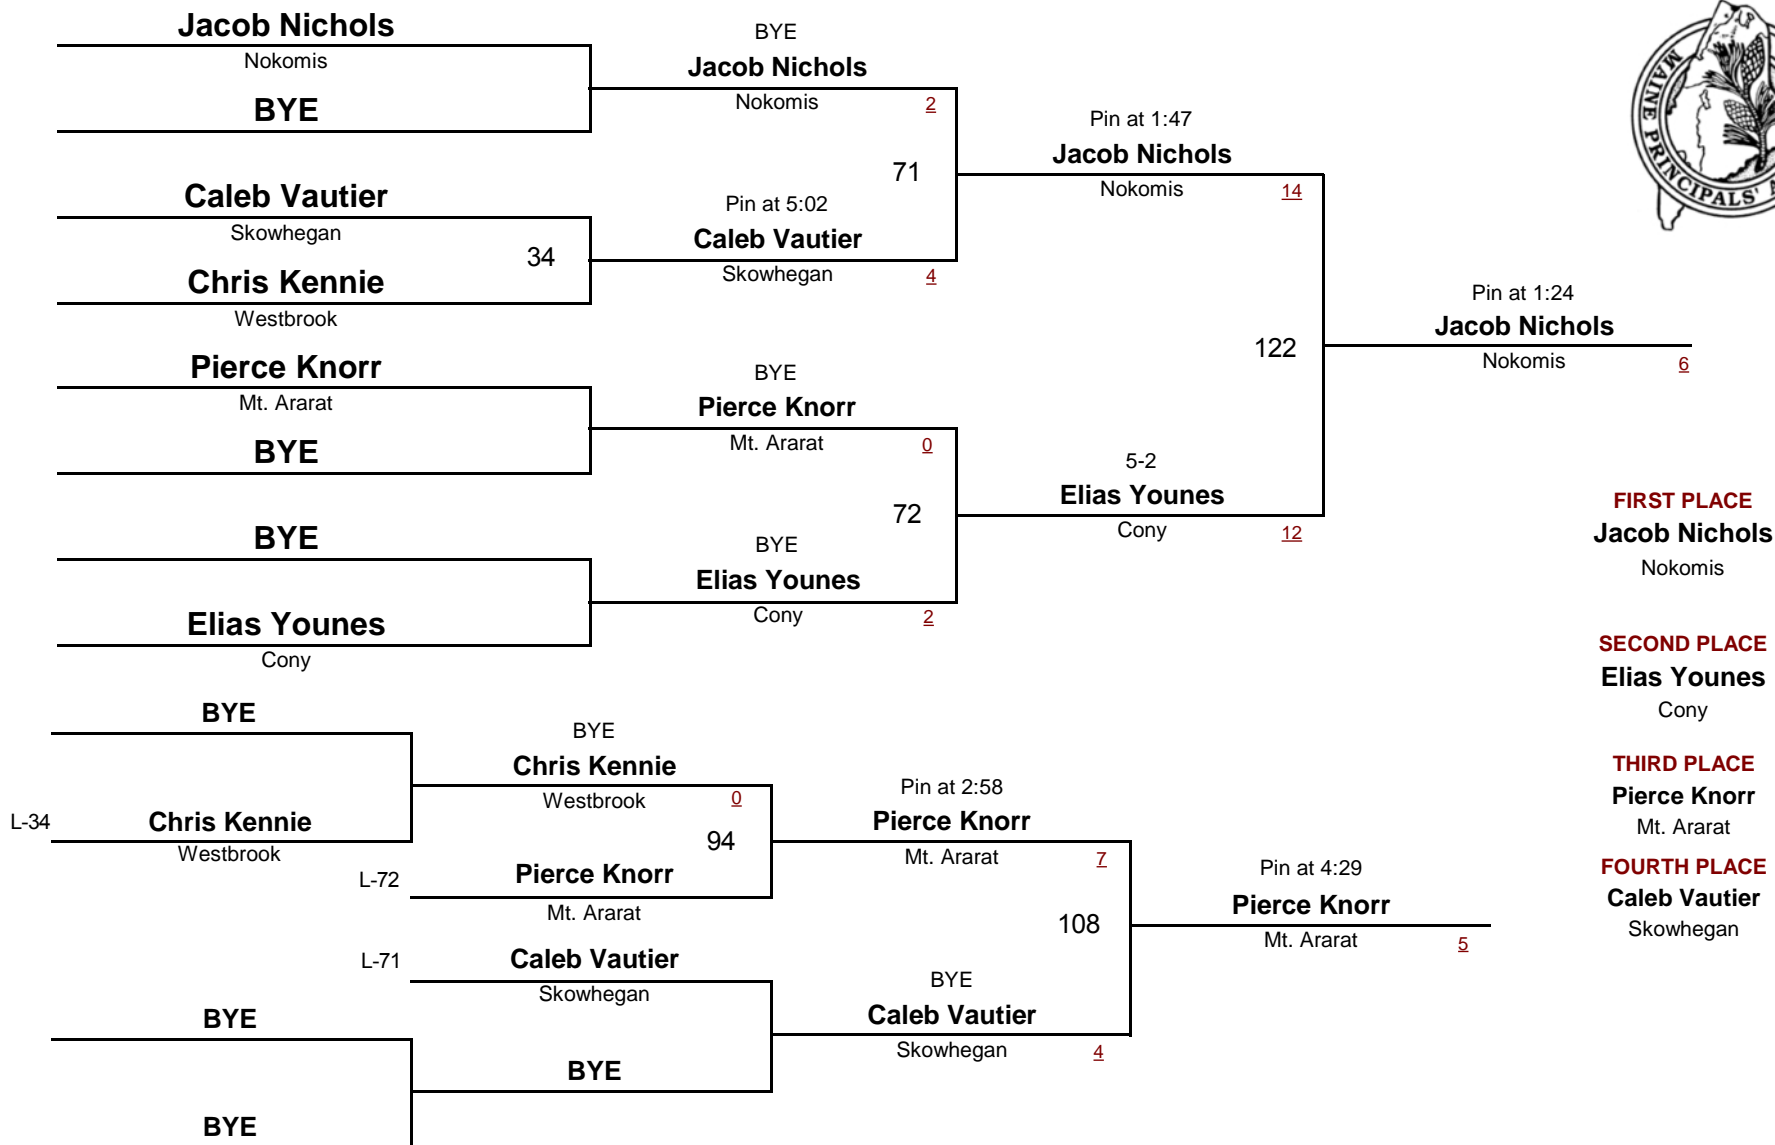 Jacob Nichols
Nokomis
BYE
Caleb Vautier
Skowhegan
34
Chris Kennie
Westbrook
Pierce Knorr
Mt. Ararat
BYE
BYE
Elias Younes
Cony
BYE
Jacob Nichols
Nokomis 2
71
Pin at 5:02
Caleb Vautier
Skowhegan 4
BYE
Pierce Knorr
Mt. Ararat 0
72
BYE
Elias Younes
Cony 2
Pin at 1:47
Jacob Nichols
Nokomis 14
122
5-2
Elias Younes
Cony 12
Pin at 1:24
Jacob Nichols
Nokomis 6
MAINE PRINCIPALS' A
FIRST PLACE
Jacob Nichols
Nokomis
SECOND PLACE
Elias Younes
Cony
THIRD PLACE
Pierce Knorr
Mt. Ararat
FOURTH PLACE
Caleb Vautier
Skowhegan
BYE
L-34 Chris Kennie
Westbrook
BYE
BYE
BYE
Chris Kennie
Westbrook 0
94
L-72 Pierce Knorr
Mt. Ararat
L-71 Caleb Vautier
Skowhegan
BYE
Pin at 2:58
Pierce Knorr
Mt. Ararat 7
108
BYE
Caleb Vautier
Skowhegan 4
Pin at 4:29
Pierce Knorr
Mt. Ararat 5